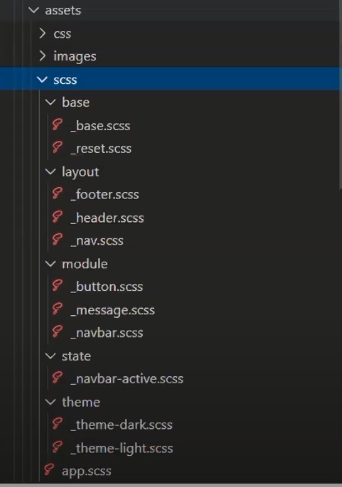 assets
css
images
scss
base
_base.scss
_reset.scss
layout
_footer.scss
_header.scss
_nav.scss
module
_button.scss
_message.scss
_navbar.scss
state
_navbar-active.scss
theme
_theme-dark.scss
_theme-light.scss
app.scss